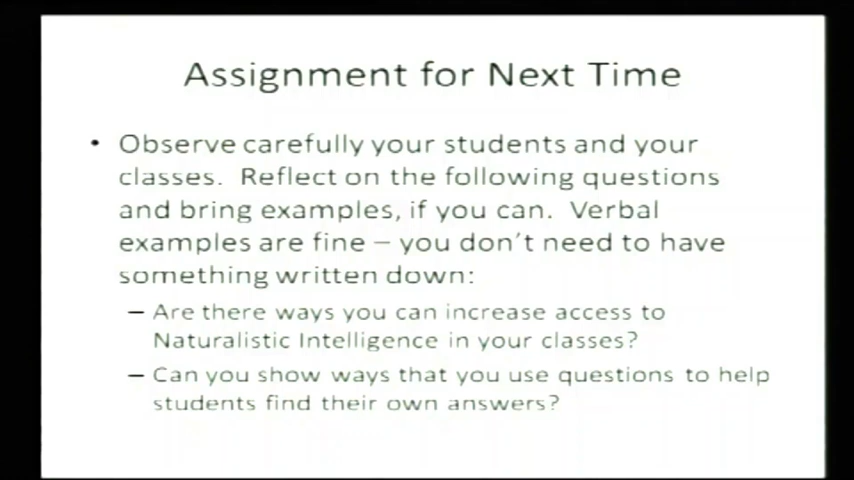 Assignment for Next Time
• Observe carefully your students and your
classes. Reflect on the following questions
and bring examples, if you can. Verbal
examples are fine – you don't need to have
something written down:
– Are there ways you can increase access to
Naturalistic Intelligence in your classes?
– Can you show ways that you use questions to help
students find their own answers?